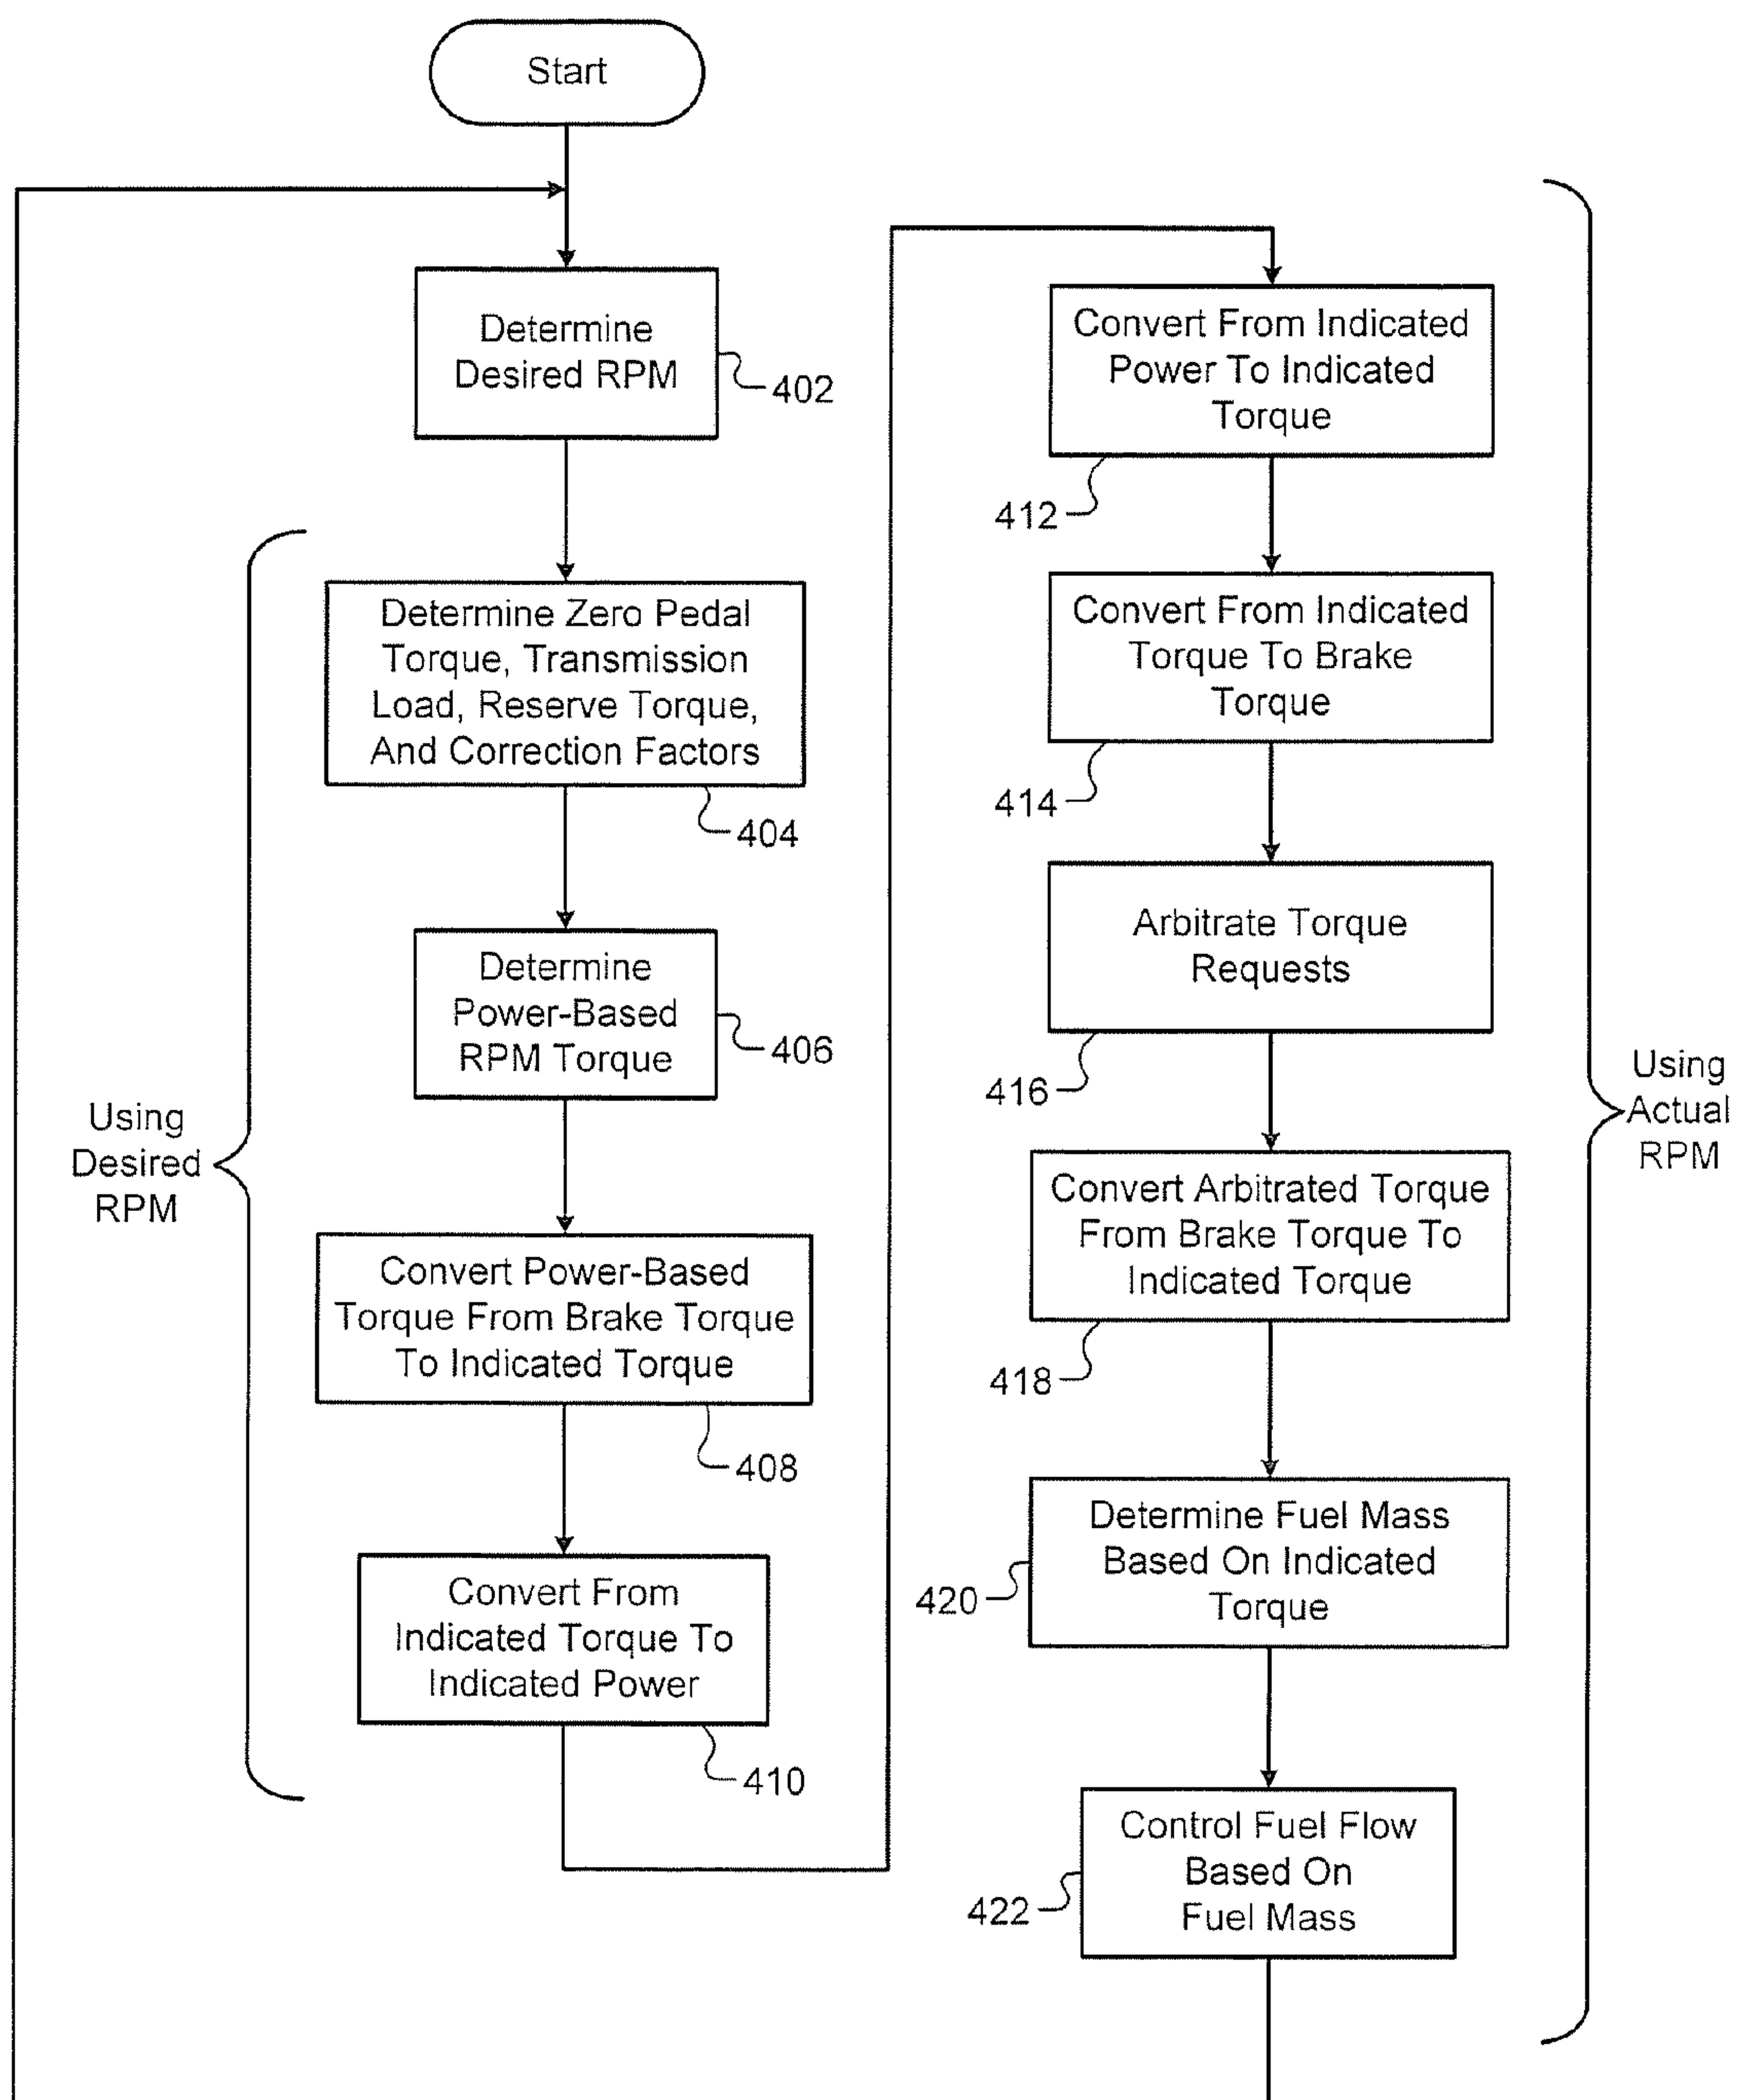 Start
Determine
Desired RPM
402
Determine Zero Pedal
Torque, Transmission
Load, Reserve Torque,
And Correction Factors
404
Determine
Power-Based
RPM Torque
406
Using
Desired
RPM
Convert Power-Based
Torque From Brake Torque
To Indicated Torque
408
Convert From
Indicated Torque To
Indicated Power
410
Convert From Indicated
Power To Indicated
Torque
412
Convert From Indicated
Torque To Brake
Torque
414
Arbitrate Torque
Requests
416
Using
Actual
RPM
Convert Arbitrated Torque
From Brake Torque To
Indicated Torque
418
Determine Fuel Mass
Based On Indicated
Torque
420
Control Fuel Flow
Based On
Fuel Mass
422